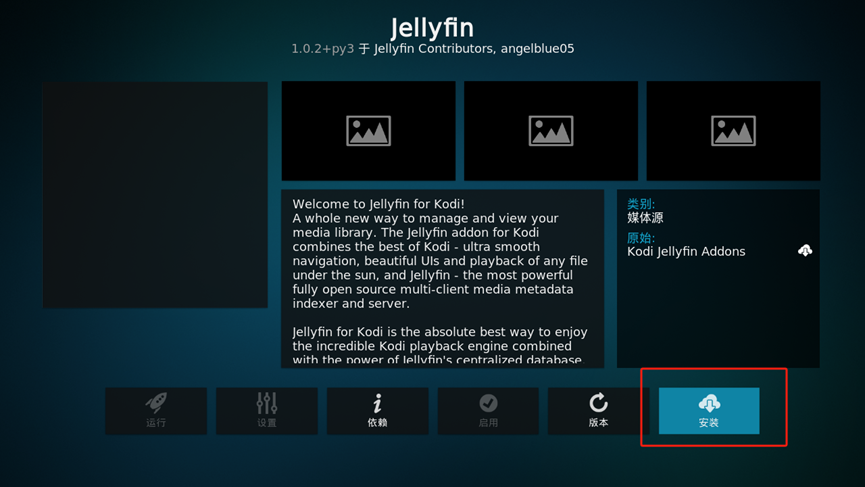 Jellyfin
1.0.2+py3 于 Jellyfin Contributors, angelblue05
Welcome to Jellyfin for Kodi!
A whole new way to manage and view your
media library. The Jellyfin addon for Kodi
combines the best of Kodi - ultra smooth
navigation, beautiful UIs and playback of any file
under the sun, and Jellyfin - the most powerful
fully open source multi-client media metadata
indexer and server.
Jellyfin for Kodi is the absolute best way to enjoy
the incredible Kodi playback engine combined
with the power of Jellyfin's centralized database.
类别:
媒体源
原始:
Kodi Jellyfin Addons
运行
设置
依赖
启用
版本
安装